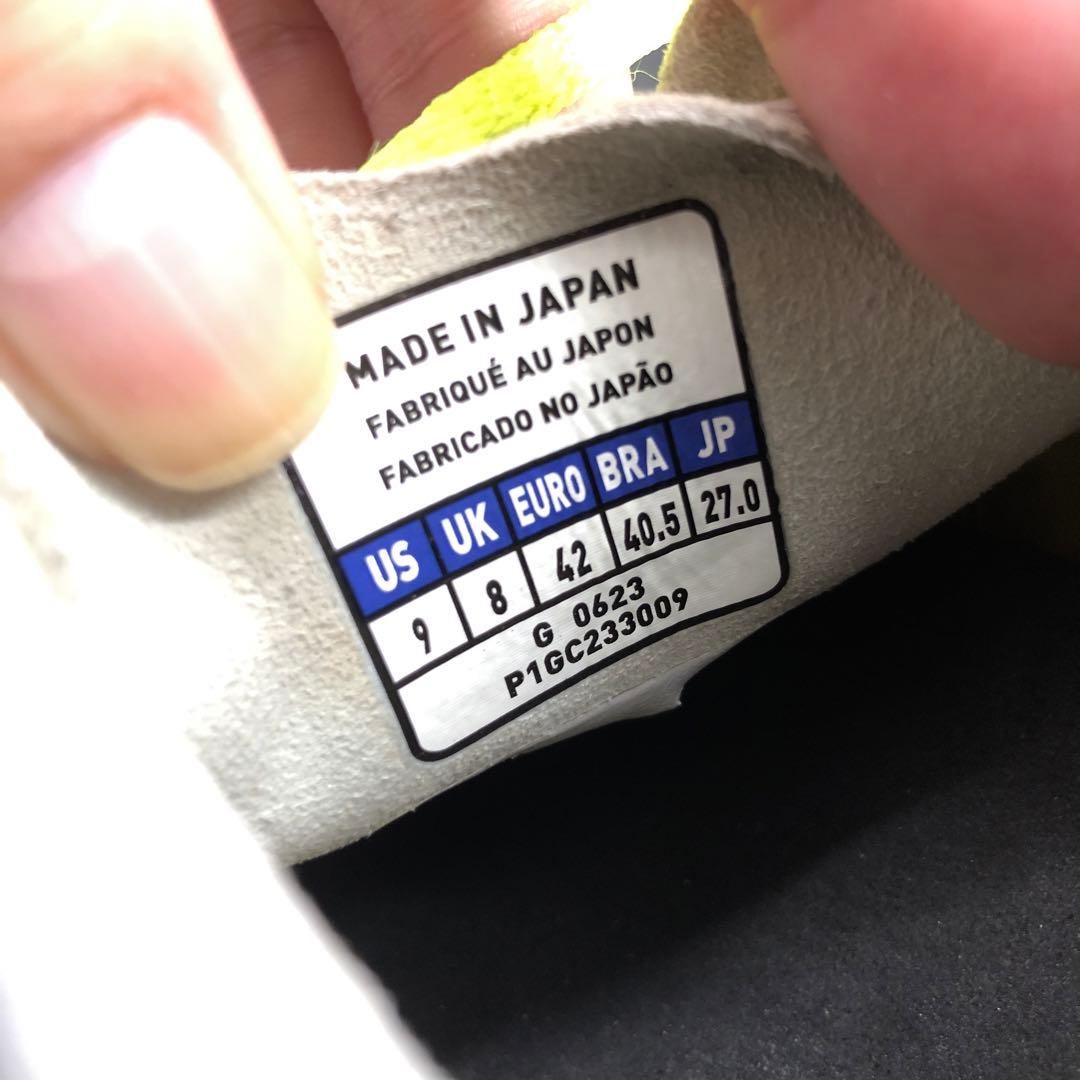 MADE IN JAPAN
FABRIQUÉ AU JAPON
FABRICADO NO JAPÃO
US UK EURO BRA JP
9 8 42 40.5 27.0
G 0623
P1GC233009